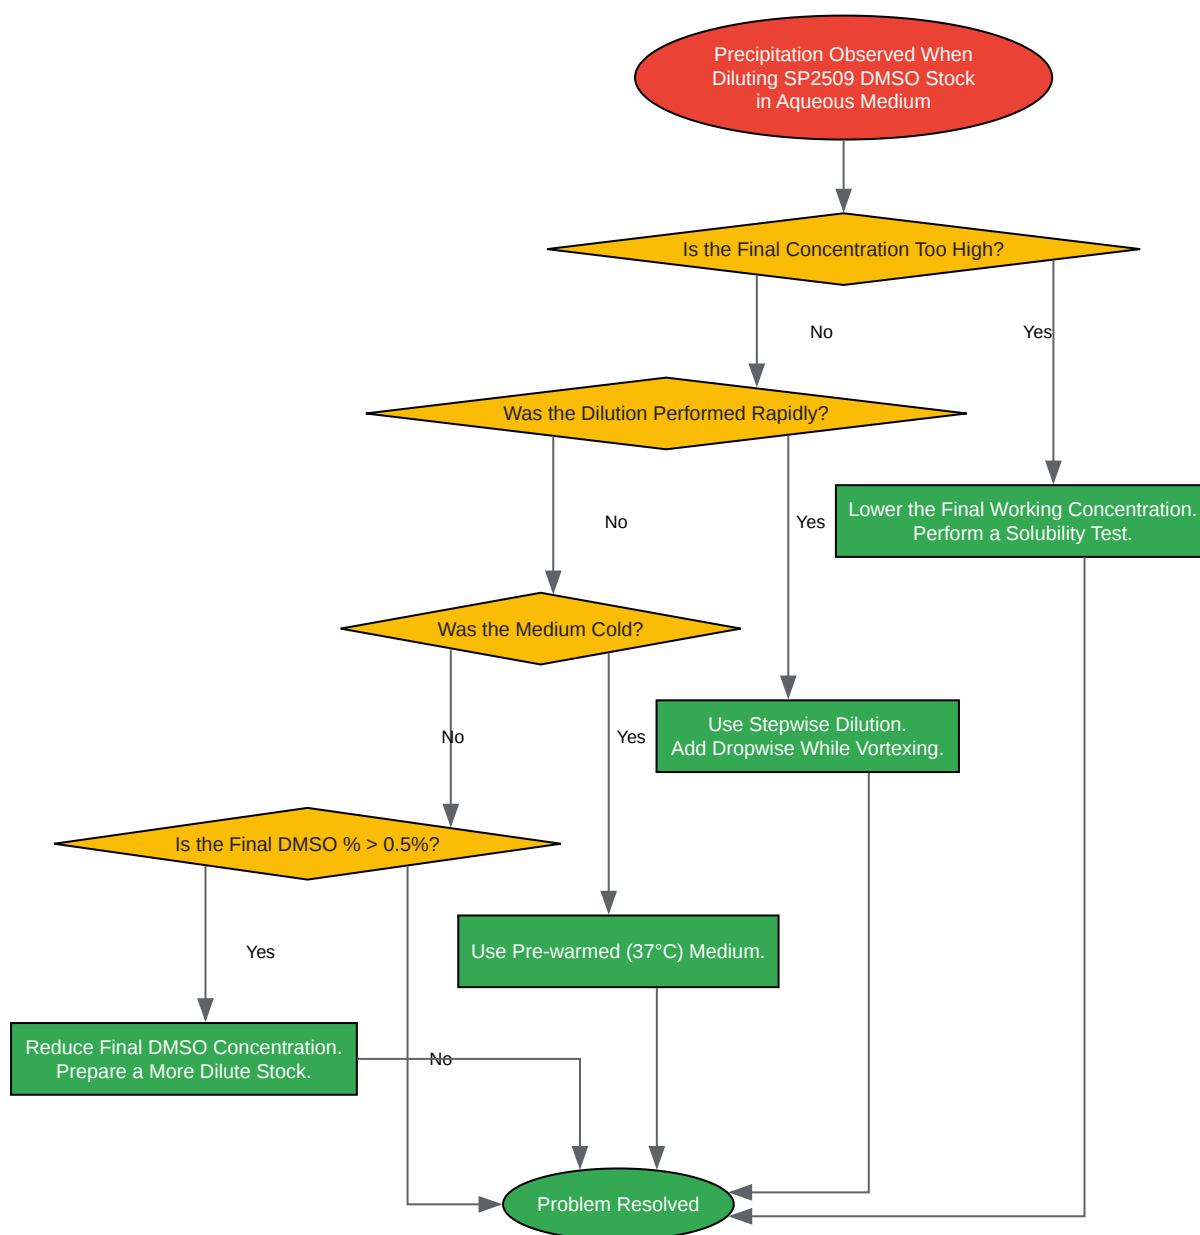 Precipitation Observed When
Diluting SP2509 DMSO Stock
in Aqueous Medium
Is the Final Concentration Too High?
No
Yes
Was the Dilution Performed Rapidly?
Lower the Final Working Concentration.
Perform a Solubility Test.
No
Yes
Was the Medium Cold?
Use Stepwise Dilution.
Add Dropwise While Vortexing.
No
Yes
Is the Final DMSO % > 0.5%?
Use Pre-warmed (37°C) Medium.
Yes
Reduce Final DMSO Concentration.
Prepare a More Dilute Stock.
No
Problem Resolved